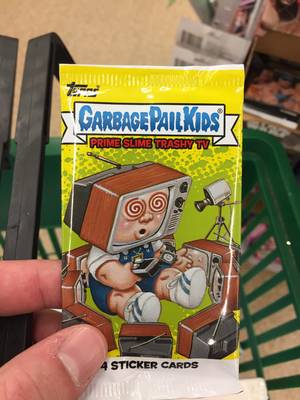 Topps
GARBAGE PAIL KIDS
PRIME SLIME TRASHY TV
4 STICKER CARDS